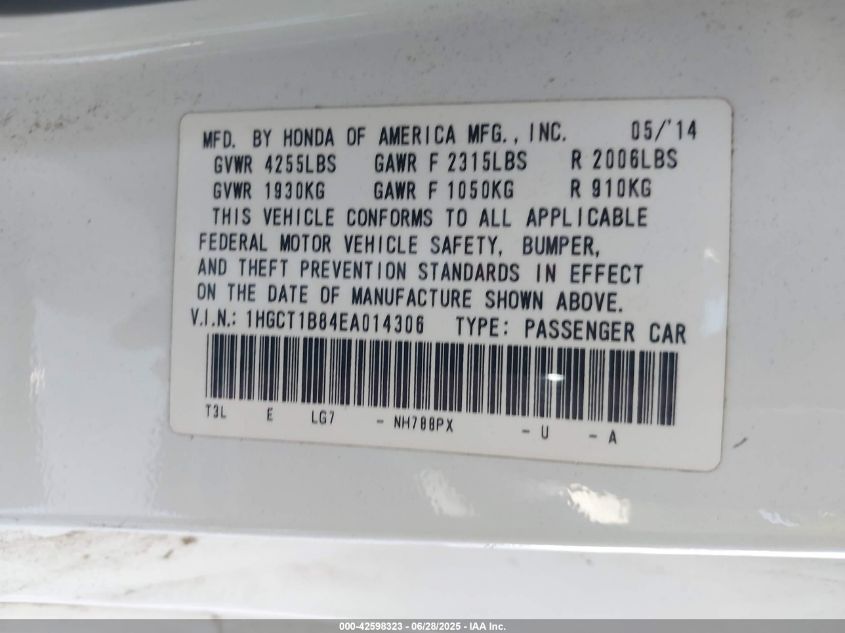 MFD. BY HONDA OF AMERICA MFG., INC. 05/'14
GVWR 4255LBS GAWR F 2315LBS R 2006LBS
GVWR 1930KG GAWR F 1050KG R 910KG
THIS VEHICLE CONFORMS TO ALL APPLICABLE
FEDERAL MOTOR VEHICLE SAFETY, BUMPER,
AND THEFT PREVENTION STANDARDS IN EFFECT
ON THE DATE OF MANUFACTURE SHOWN ABOVE.
V.I.N.: 1HGCT1B84EA014306 TYPE: PASSENGER CAR
T3L E LG7 - NH788PX - U - A
000-42598323 - 06/28/2025 - IAA Inc.